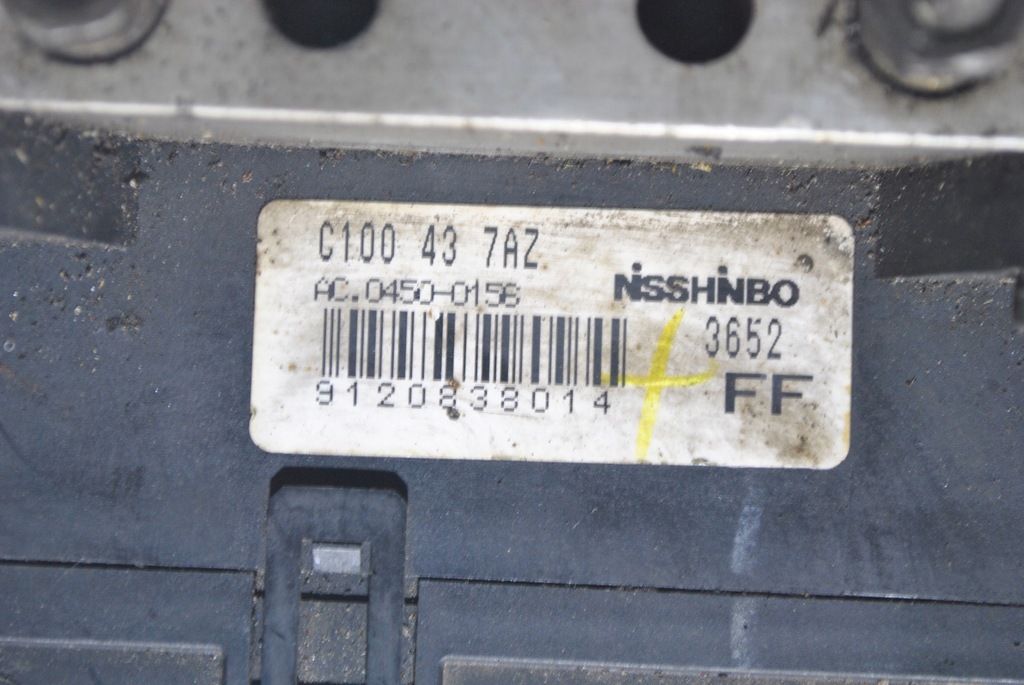 C100 43 7AZ
AC.0450-0156
NiSSHiNBO
3652
FF
9120838014